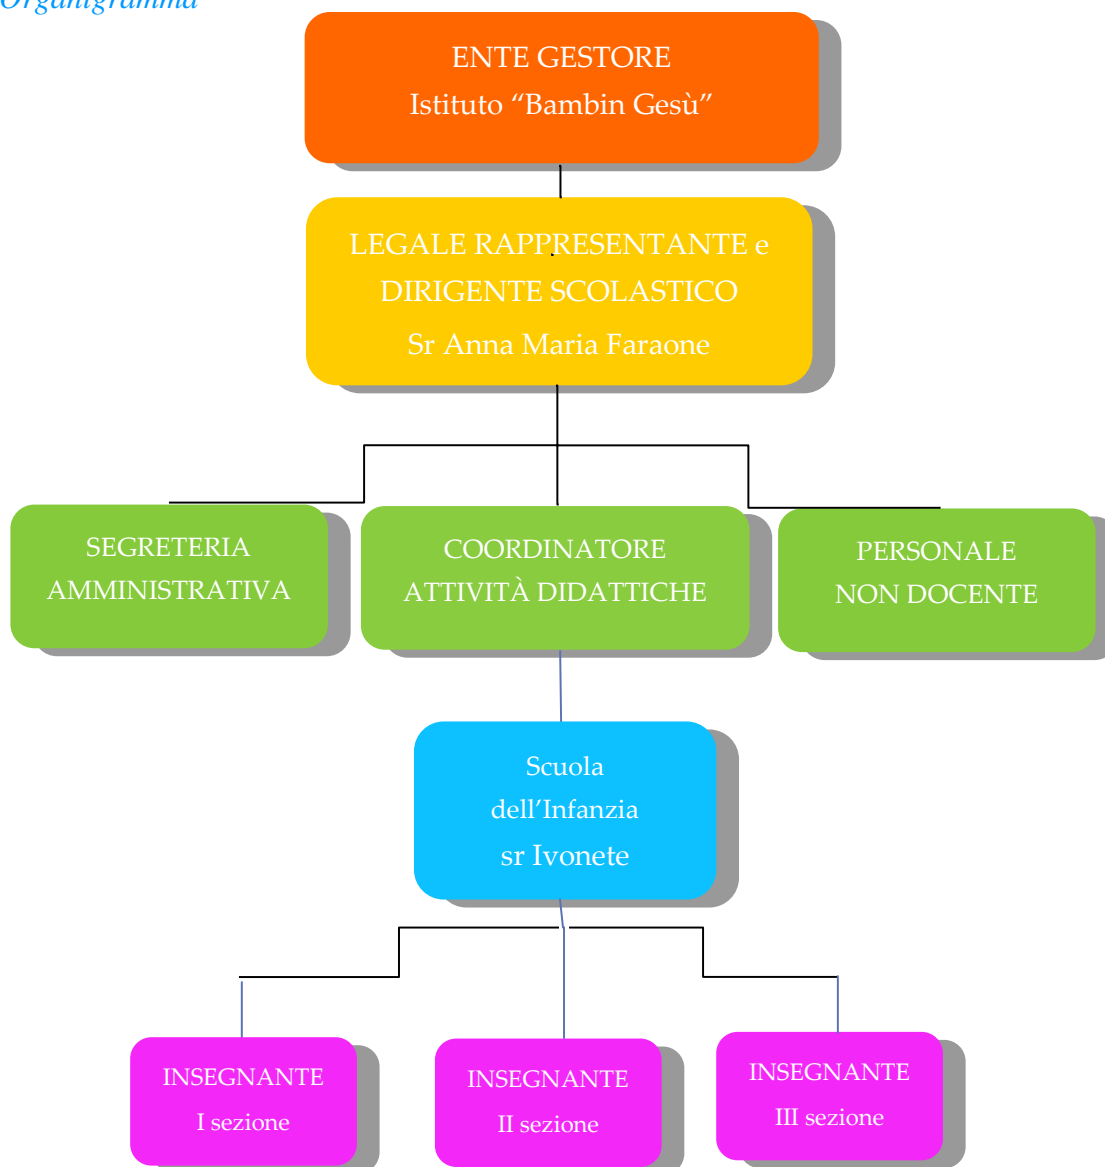 Organigramma
ENTE GESTORE
Istituto “Bambin Gesù”
LEGALE RAPPRESENTANTE e
DIRIGENTE SCOLASTICO
Sr Anna Maria Faraone
SEGRETERIA
AMMINISTRATIVA
COORDINATORE
ATTIVITÀ DIDATTICHE
PERSONALE
NON DOCENTE
Scuola
dell’Infanzia
sr Ivonete
INSEGNANTE
I sezione
INSEGNANTE
II sezione
INSEGNANTE
III sezione